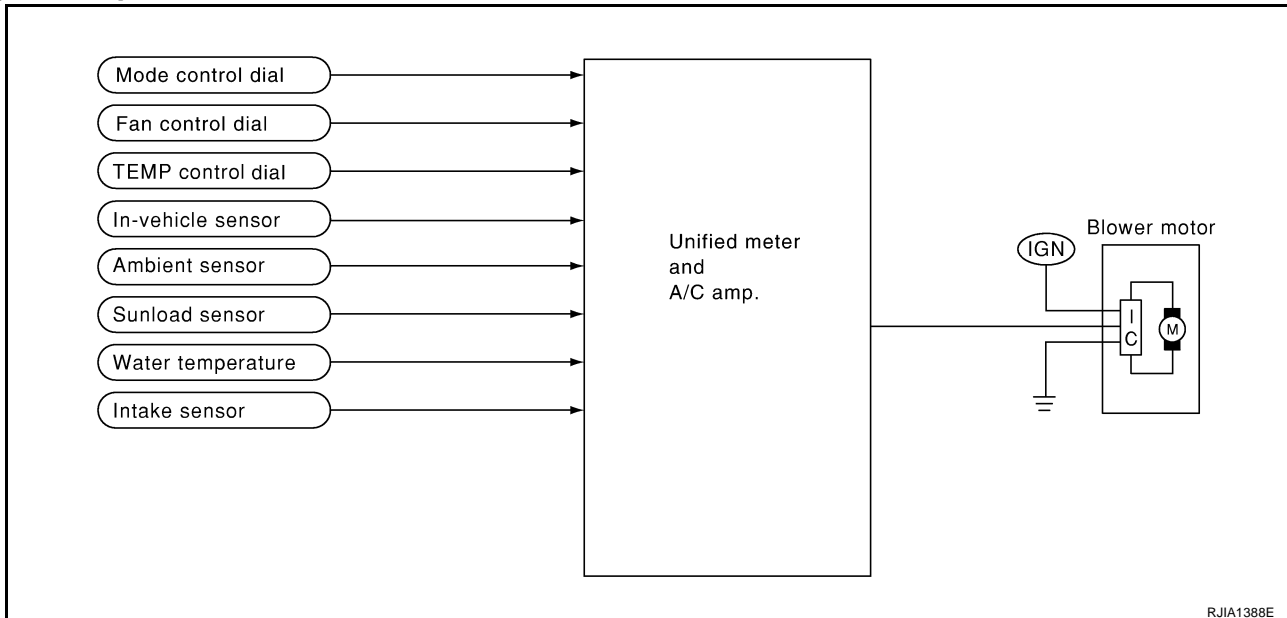 Mode control dial
Fan control dial
TEMP control dial
In-vehicle sensor
Ambient sensor
Sunload sensor
Water temperature
Intake sensor
Unified meter
and
A/C amp.
Blower motor
IGN
I
C
M
RJIA1388E